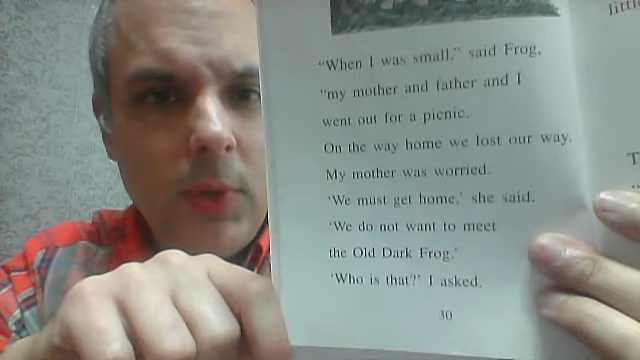 "When I was small," said Frog,
"my mother and father and I
went out for a picnic.
On the way home we lost our way.
My mother was worried.
'We must get home,' she said.
'We do not want to meet
the Old Dark Frog.'
'Who is that?' I asked.
30